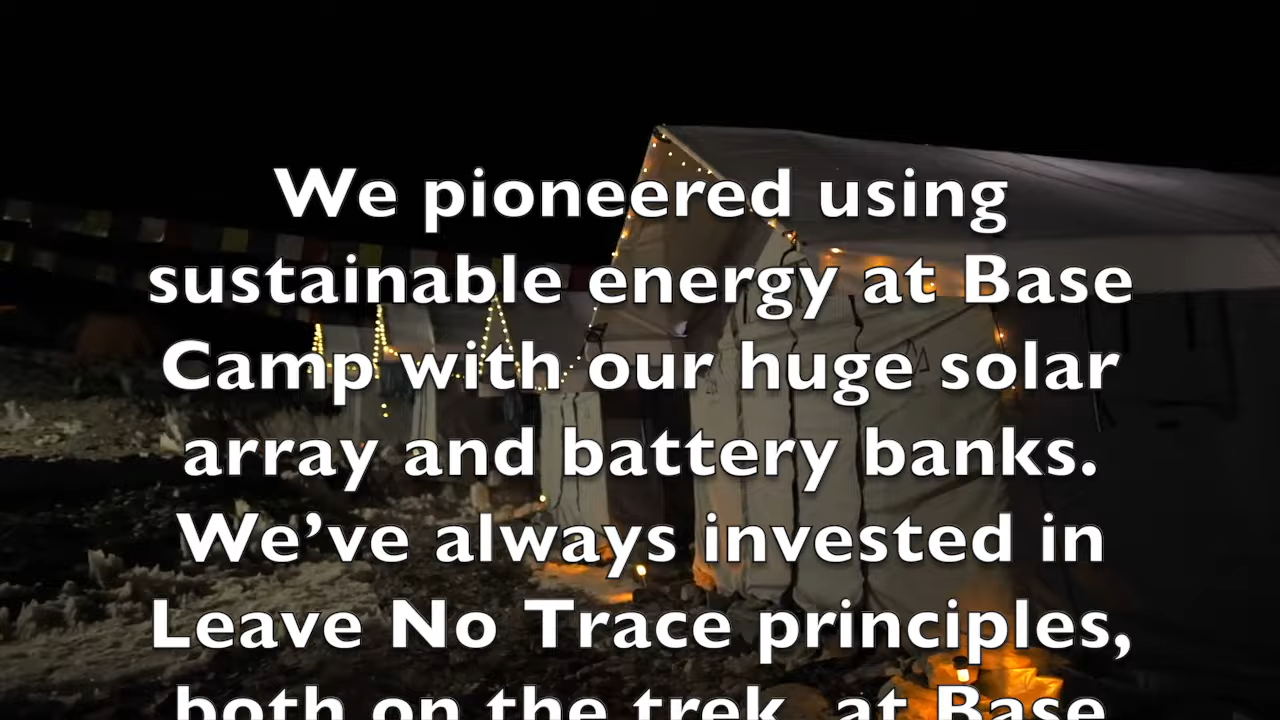 We pioneered using
sustainable energy at Base
Camp with our huge solar
array and battery banks.
We’ve always invested in
Leave No Trace principles,
both on the trek, at Base